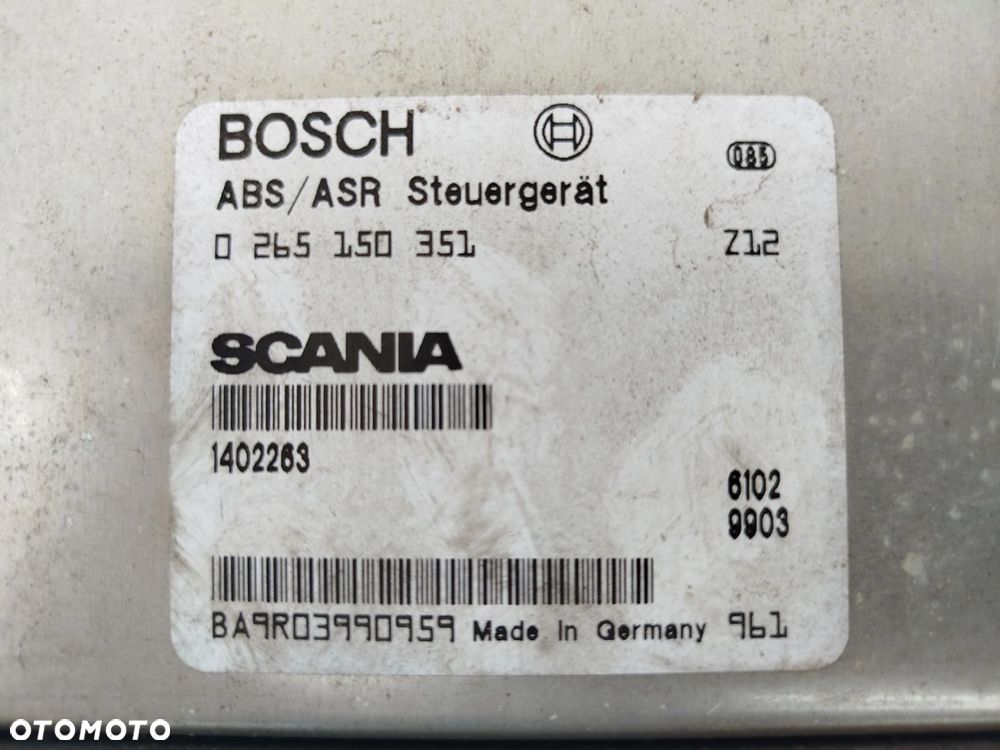 BOSCH
085
ABS/ASR Steuergerät
0 265 150 351 Z12
SCANIA
1402263
6102
9903
BA9R03990959 Made in Germany 961
OTOMOTO